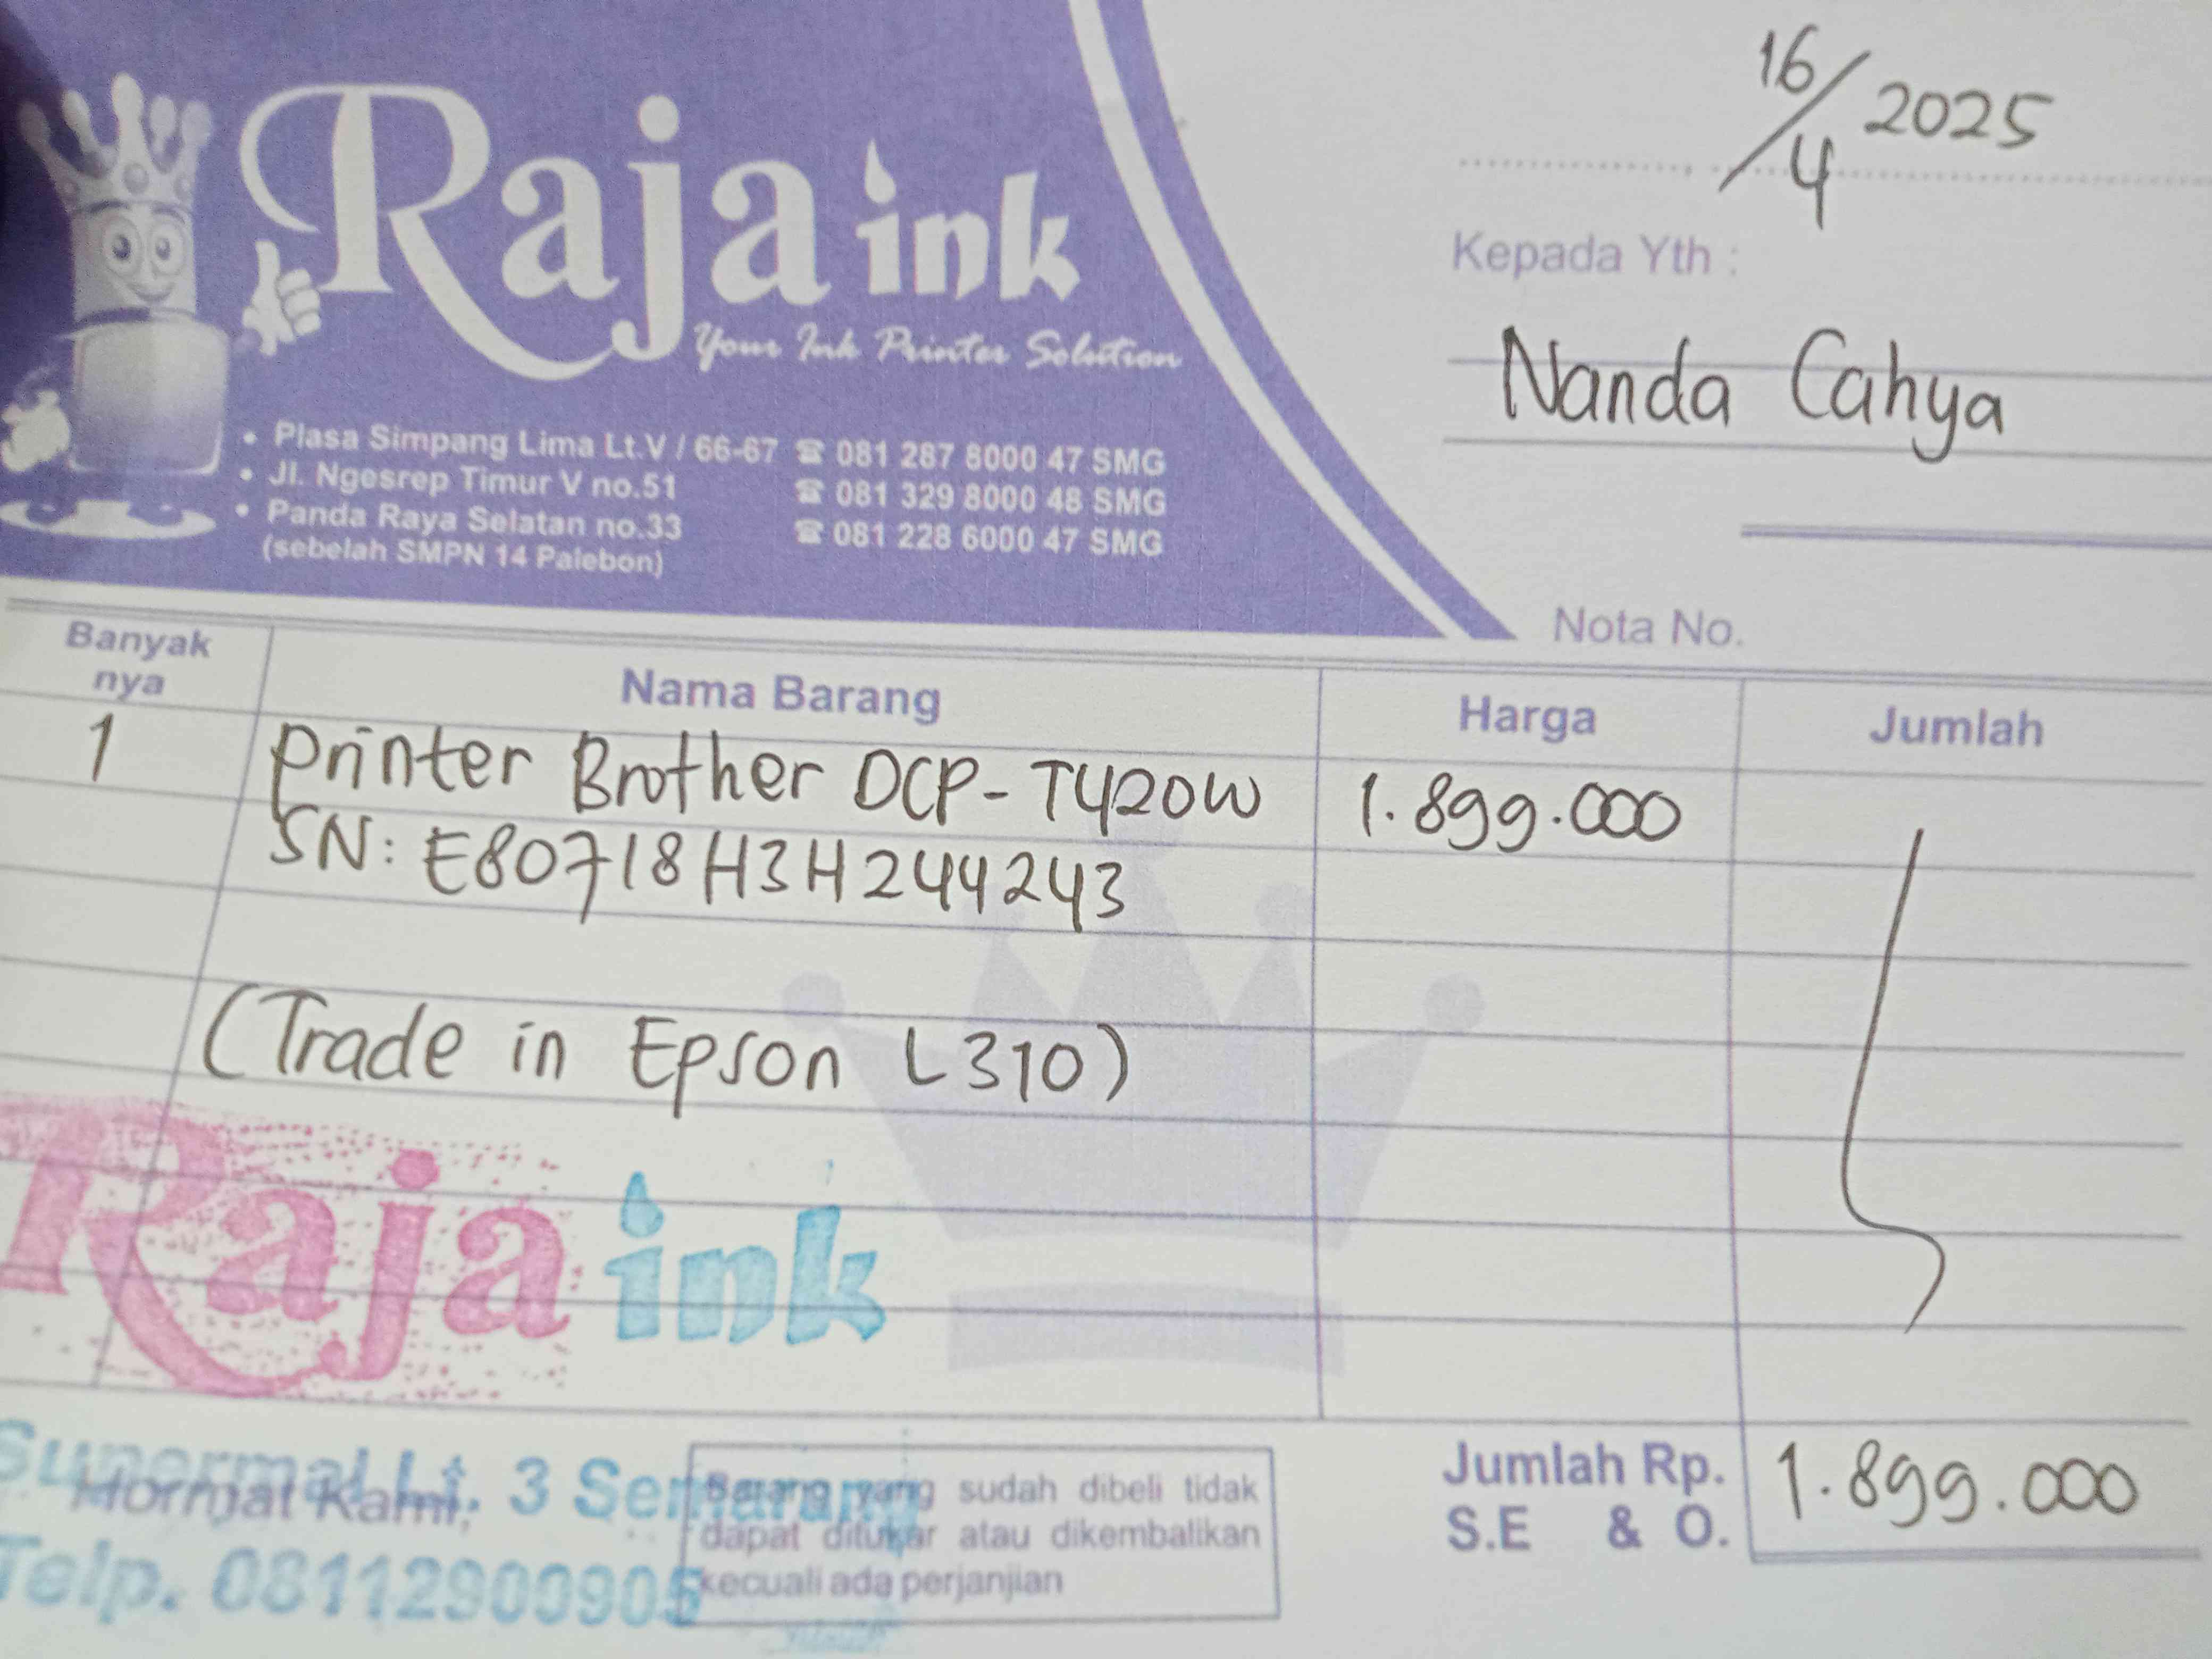 Raja ink
Your Ink Printer Solution
• Plasa Simpang Lima Lt.V / 66-67 ☎ 081 287 8000 47 SMG
• Jl. Ngesrep Timur V no.51 ☎ 081 329 8000 48 SMG
• Panda Raya Selatan no.33 ☎ 081 228 6000 47 SMG
(sebelah SMPN 14 Palebon)
16/4 2025
Kepada Yth :
Nanda Cahya
Nota No.
Banyak nya Nama Barang Harga Jumlah
1 Printer Brother DCP-T420W 1.899.000
SN: E80718H3H244243
(Trade in Epson L310)
Raja ink
Supermal Lt. 3 Semarang
Telp. 08112900905
Hormat Kami,
Barang yang sudah dibeli tidak
dapat ditukar atau dikembalikan
kecuali ada perjanjian
Jumlah Rp. 1.899.000
S.E & O.